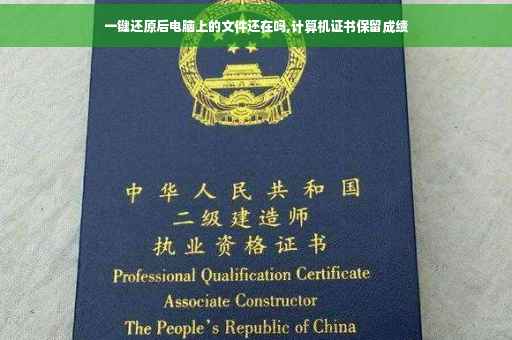 一键还原后电脑上的文件还在吗,计算机证书保留成绩
中华人民共和国
二级建造师
执业资格证书
Professional Qualification Certificate
Associate Constructor
The People's Republic of China